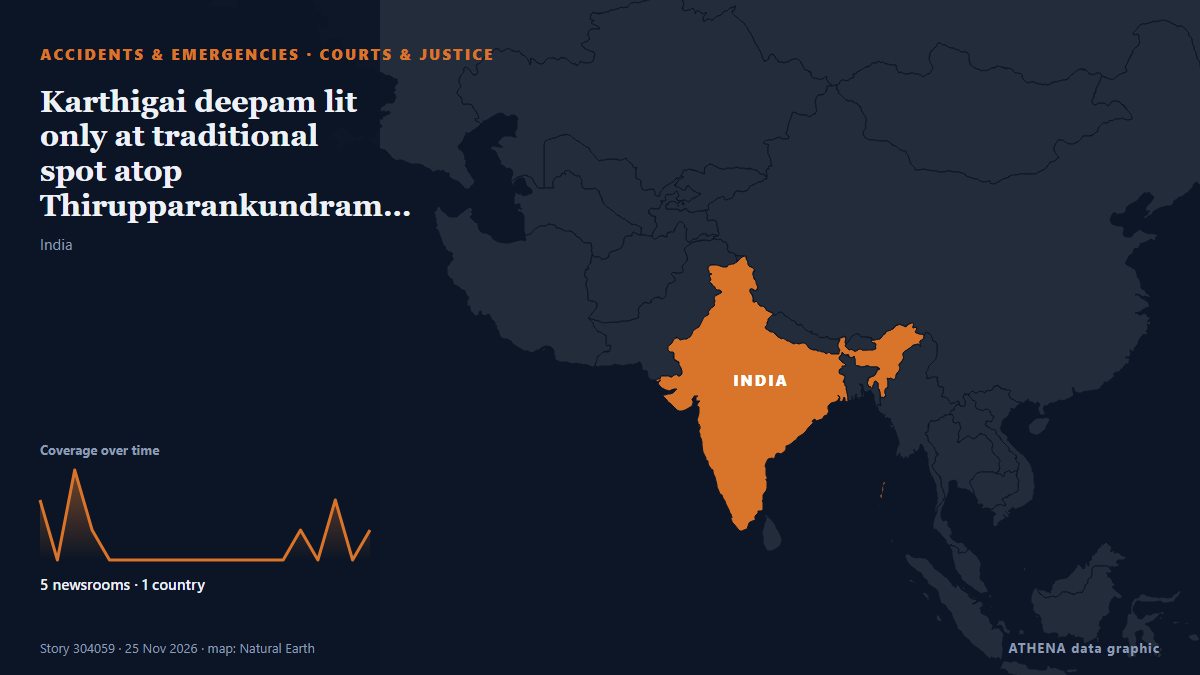 ACCIDENTS & EMERGENCIES · COURTS & JUSTICE
Karthigai deepam lit
only at traditional
spot atop
Thirupparankundram...
India
INDIA
Coverage over time
5 newsrooms · 1 country
Story 304059 · 25 Nov 2026 · map: Natural Earth
ATHENA data graphic